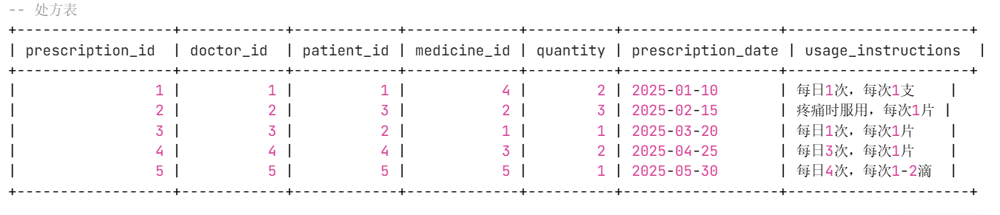 -- 处方表
+-----------------+-----------+------------+-------------+----------+-------------------+--------------------+
| prescription_id | doctor_id | patient_id | medicine_id | quantity | prescription_date | usage_instructions |
+-----------------+-----------+------------+-------------+----------+-------------------+--------------------+
| 1 | 1 | 1 | 4 | 2 | 2025-01-10 | 每日1次，每次1支 |
| 2 | 2 | 3 | 2 | 3 | 2025-02-15 | 疼痛时服用，每次1片 |
| 3 | 3 | 2 | 1 | 1 | 2025-03-20 | 每日1次，每次1片 |
| 4 | 4 | 4 | 3 | 2 | 2025-04-25 | 每日3次，每次1片 |
| 5 | 5 | 5 | 5 | 1 | 2025-05-30 | 每日4次，每次1-2滴 |
+-----------------+-----------+------------+-------------+----------+-------------------+--------------------+